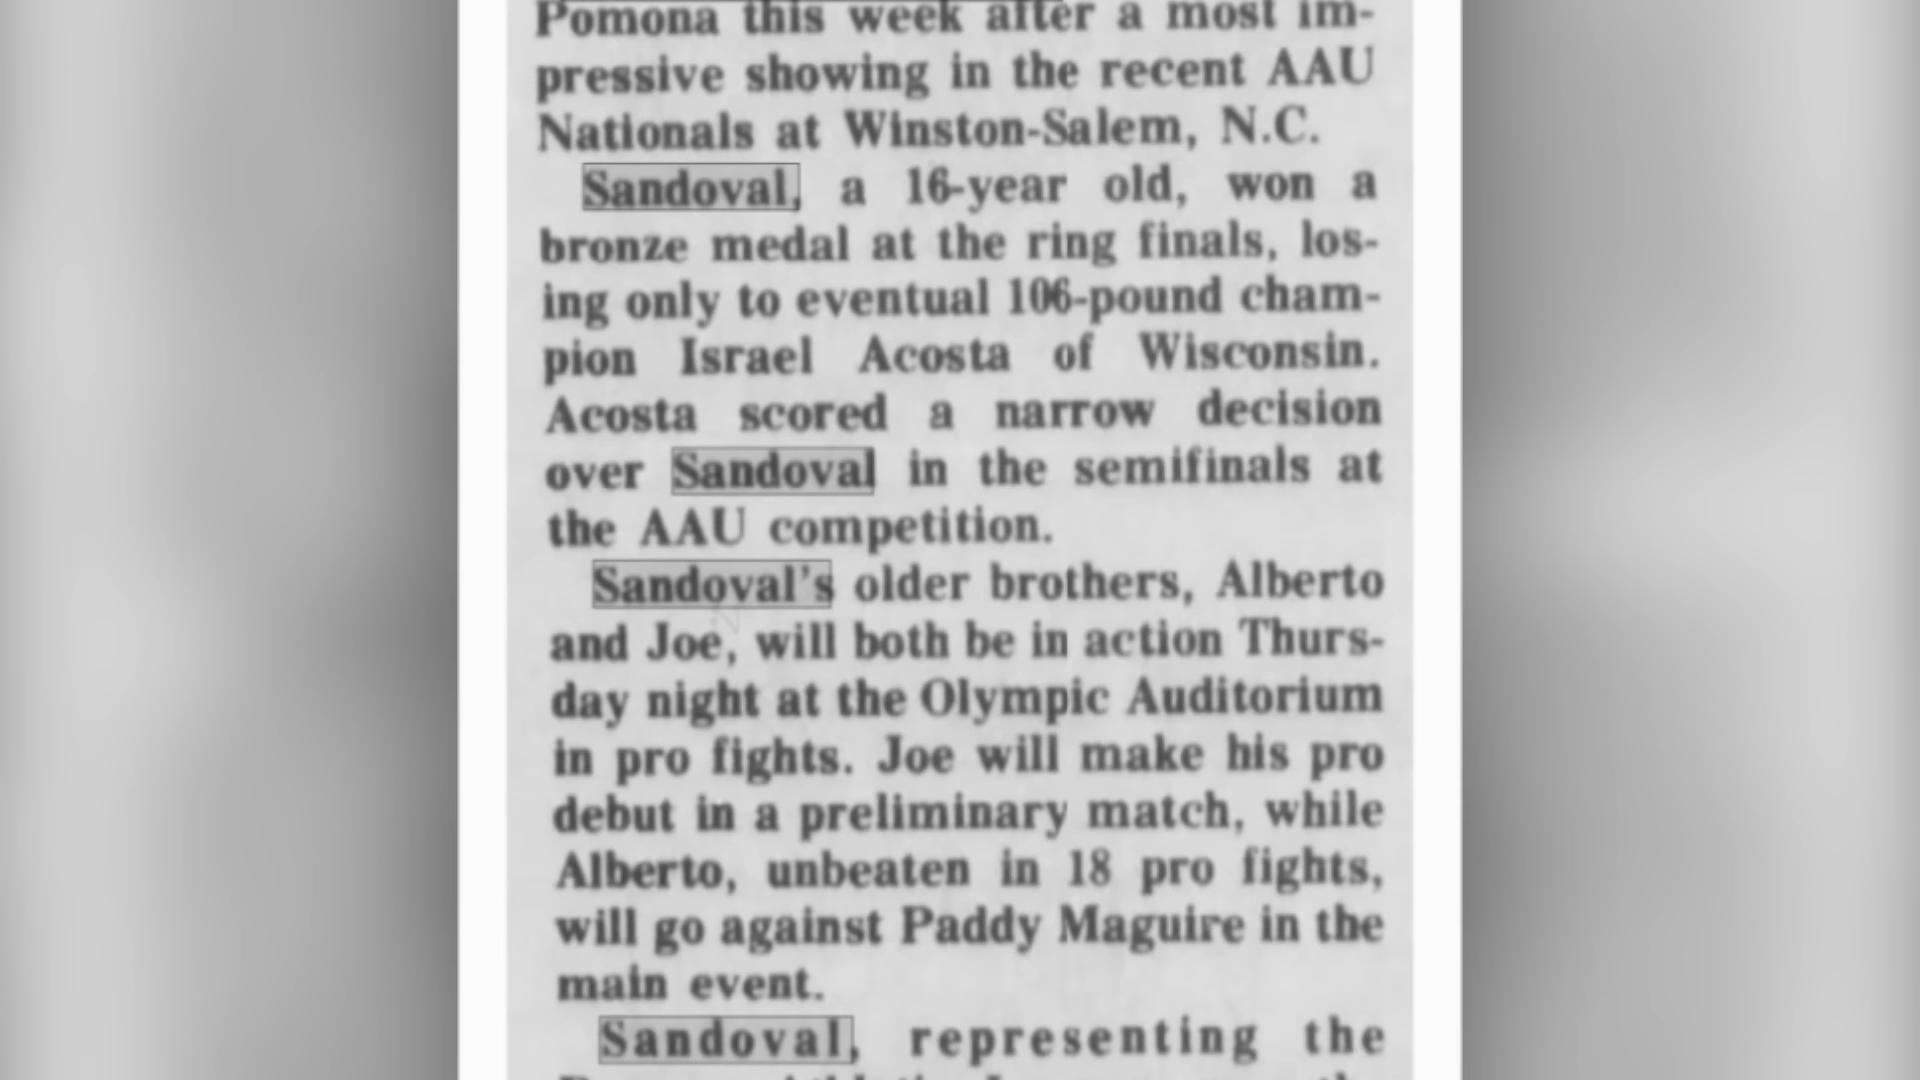 Pomona this week after a most im-
pressive showing in the recent AAU
Nationals at Winston-Salem, N.C.
Sandoval, a 16-year old, won a
bronze medal at the ring finals, los-
ing only to eventual 106-pound cham-
pion Israel Acosta of Wisconsin.
Acosta scored a narrow decision
over Sandoval in the semifinals at
the AAU competition.
Sandoval's older brothers, Alberto
and Joe, will both be in action Thurs-
day night at the Olympic Auditorium
in pro fights. Joe will make his pro
debut in a preliminary match, while
Alberto, unbeaten in 18 pro fights,
will go against Paddy Maguire in the
main event.
Sandoval, representing the